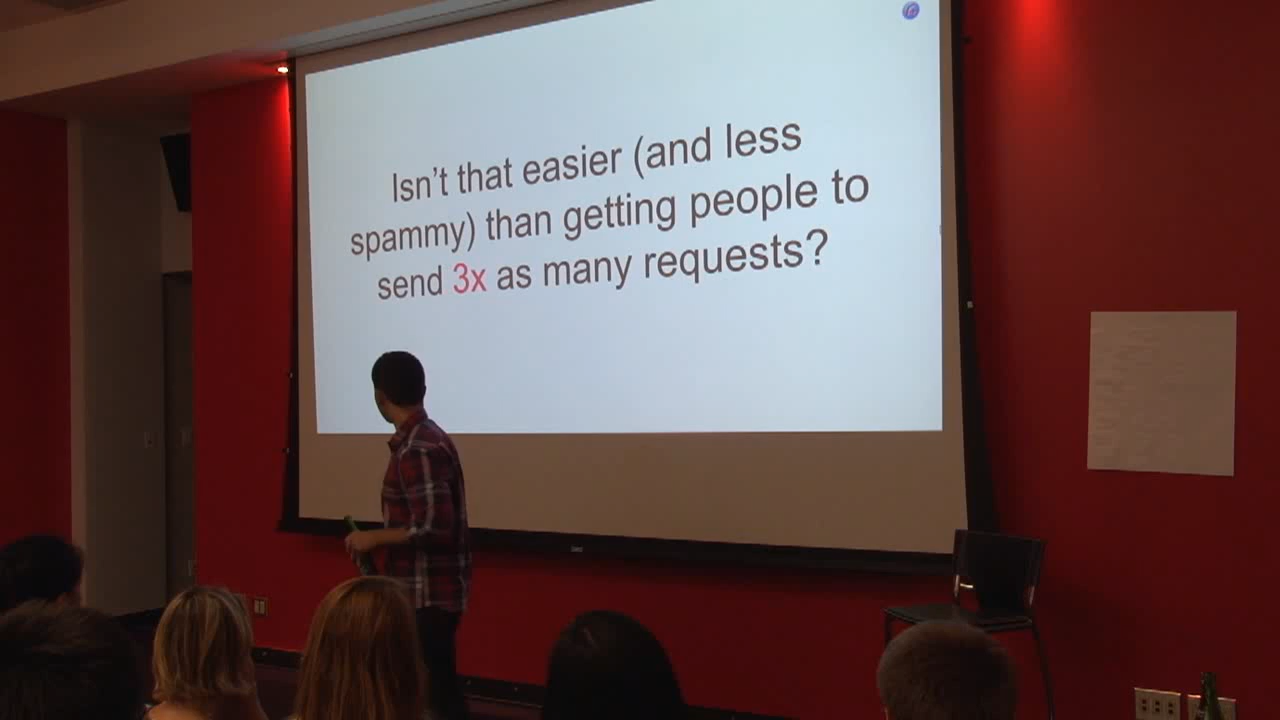 Isn't that easier (and less
spammy) than getting people to
send 3x as many requests?